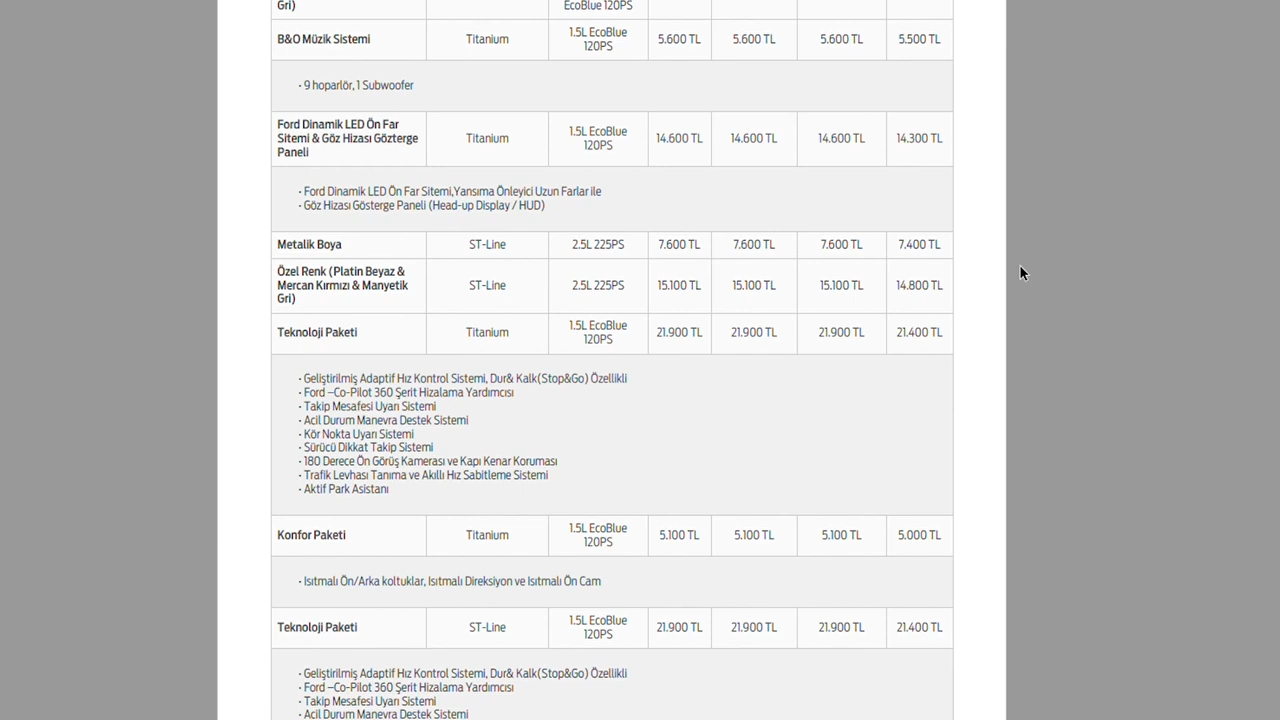 Gri)
EcoBlue 120PS
B&O Müzik Sistemi Titanium 1.5L EcoBlue 120PS 5.600 TL 5.600 TL 5.600 TL 5.500 TL
• 9 hoparlör, 1 Subwoofer
Ford Dinamik LED Ön Far
Sitemi & Göz Hizası Gözterge
Paneli
Titanium 1.5L EcoBlue 120PS 14.600 TL 14.600 TL 14.600 TL 14.300 TL
• Ford Dinamik LED Ön Far Sitemi,Yansıma Önleyici Uzun Farlar ile
• Göz Hizası Gösterge Paneli (Head-up Display / HUD)
Metalik Boya ST-Line 2.5L 225PS 7.600 TL 7.600 TL 7.600 TL 7.400 TL
Özel Renk (Platin Beyaz &
Mercan Kırmızı & Manyetik
Gri)
ST-Line 2.5L 225PS 15.100 TL 15.100 TL 15.100 TL 14.800 TL
Teknoloji Paketi Titanium 1.5L EcoBlue 120PS 21.900 TL 21.900 TL 21.900 TL 21.400 TL
• Geliştirilmiş Adaptif Hız Kontrol Sistemi, Dur& Kalk(Stop&Go) Özellikli
• Ford –Co-Pilot 360 Şerit Hizalama Yardımcısı
• Takip Mesafesi Uyarı Sistemi
• Acil Durum Manevra Destek Sistemi
• Kör Nokta Uyarı Sistemi
• Sürücü Dikkat Takip Sistemi
• 180 Derece Ön Görüş Kamerası ve Kapı Kenar Koruması
• Trafik Levhası Tanıma ve Akıllı Hız Sabitleme Sistemi
• Aktif Park Asistanı
Konfor Paketi Titanium 1.5L EcoBlue 120PS 5.100 TL 5.100 TL 5.100 TL 5.000 TL
• Isıtmalı Ön/Arka koltuklar, Isıtmalı Direksiyon ve Isıtmalı Ön Cam
Teknoloji Paketi ST-Line 1.5L EcoBlue 120PS 21.900 TL 21.900 TL 21.900 TL 21.400 TL
• Geliştirilmiş Adaptif Hız Kontrol Sistemi, Dur& Kalk(Stop&Go) Özellikli
• Ford –Co-Pilot 360 Şerit Hizalama Yardımcısı
• Takip Mesafesi Uyarı Sistemi
• Acil Durum Manevra Destek Sistemi